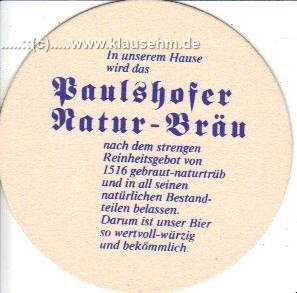 .....::(c).....www.klausehm.de
In unserem Hause
wird das
Paulshofer
Natur-Bräu
nach dem strengen
Reinheitsgebot von
1516 gebraut-naturtrüb
und in all seinen
natürlichen Bestand-
teilen belassen.
Darum ist unser Bier
so wertvoll-würzig
und bekömmlich.